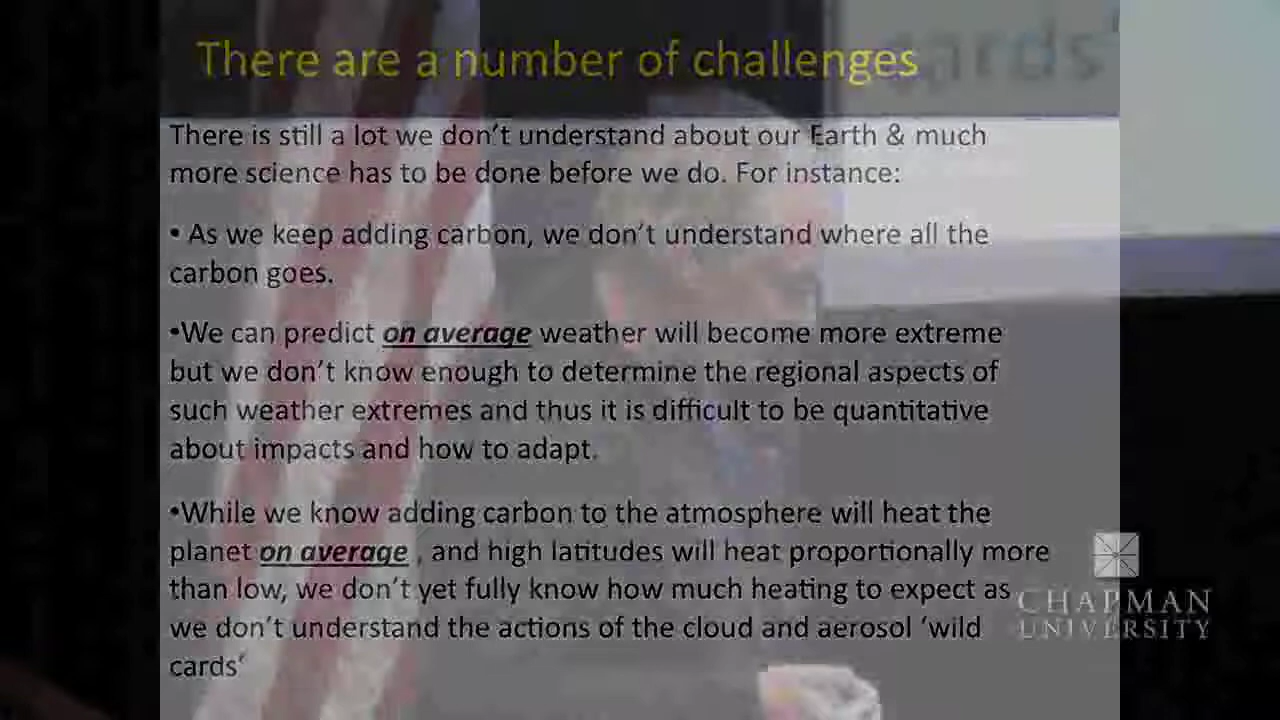 There are a number of challenges
cards'
There is still a lot we don't understand about our Earth & much
more science has to be done before we do. For instance:
• As we keep adding carbon, we don't understand where all the
carbon goes.
•We can predict on average weather will become more extreme
but we don't know enough to determine the regional aspects of
such weather extremes and thus it is difficult to be quantitative
about impacts and how to adapt.
•While we know adding carbon to the atmosphere will heat the
planet on average , and high latitudes will heat proportionally more
than low, we don't yet fully know how much heating to expect as
we don't understand the actions of the cloud and aerosol 'wild
cards'
CHAPMAN
UNIVERSITY